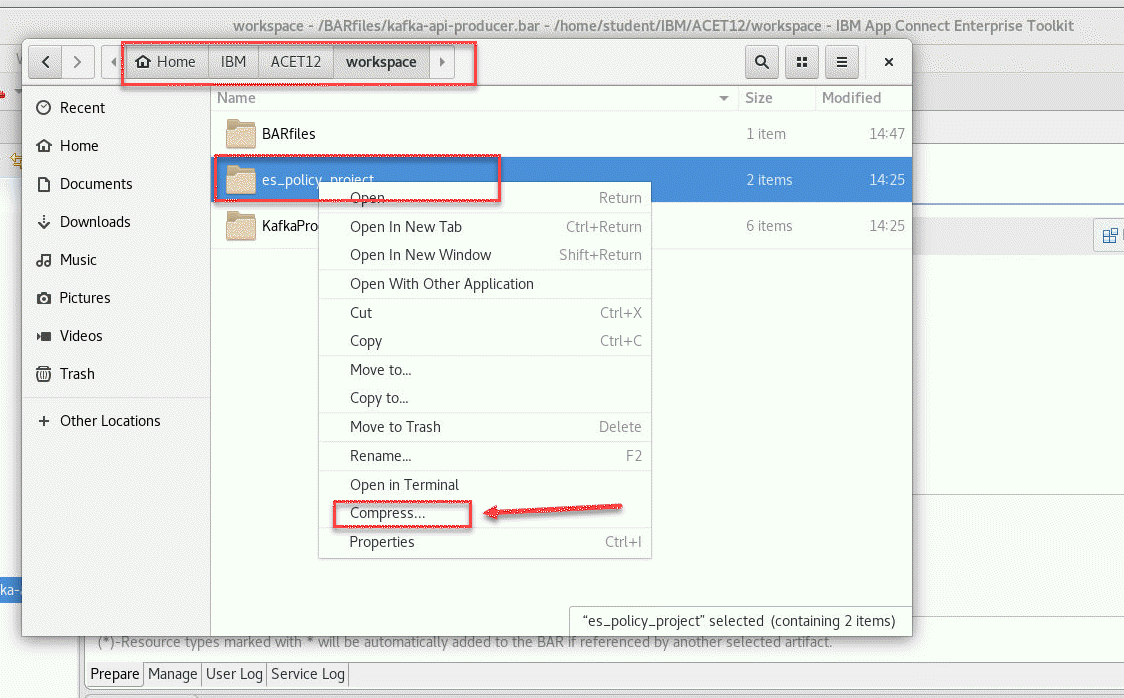 workspace - /BARfiles/kafka-api-producer.bar - /home/student/IBM/ACET12/workspace - IBM App Connect Enterprise Toolkit
Home IBM ACET12 workspace
Name Size Modified
Recent
Home
Documents
Downloads
Music
Pictures
Videos
Trash
+ Other Locations
BARfiles 1 item 14:47
es_policy_project 2 items 14:25
KafkaPro 6 items 14:25
Open Return
Open In New Tab Ctrl+Return
Open In New Window Shift+Return
Open With Other Application
Cut Ctrl+X
Copy Ctrl+C
Move to...
Copy to...
Move to Trash Delete
Rename... F2
Open in Terminal
Compress...
Properties Ctrl+I
"es_policy_project" selected (containing 2 items)
ka-a
(*)-Resource types marked with * will be automatically added to the BAR if referenced by another selected artifact.
Prepare Manage User Log Service Log